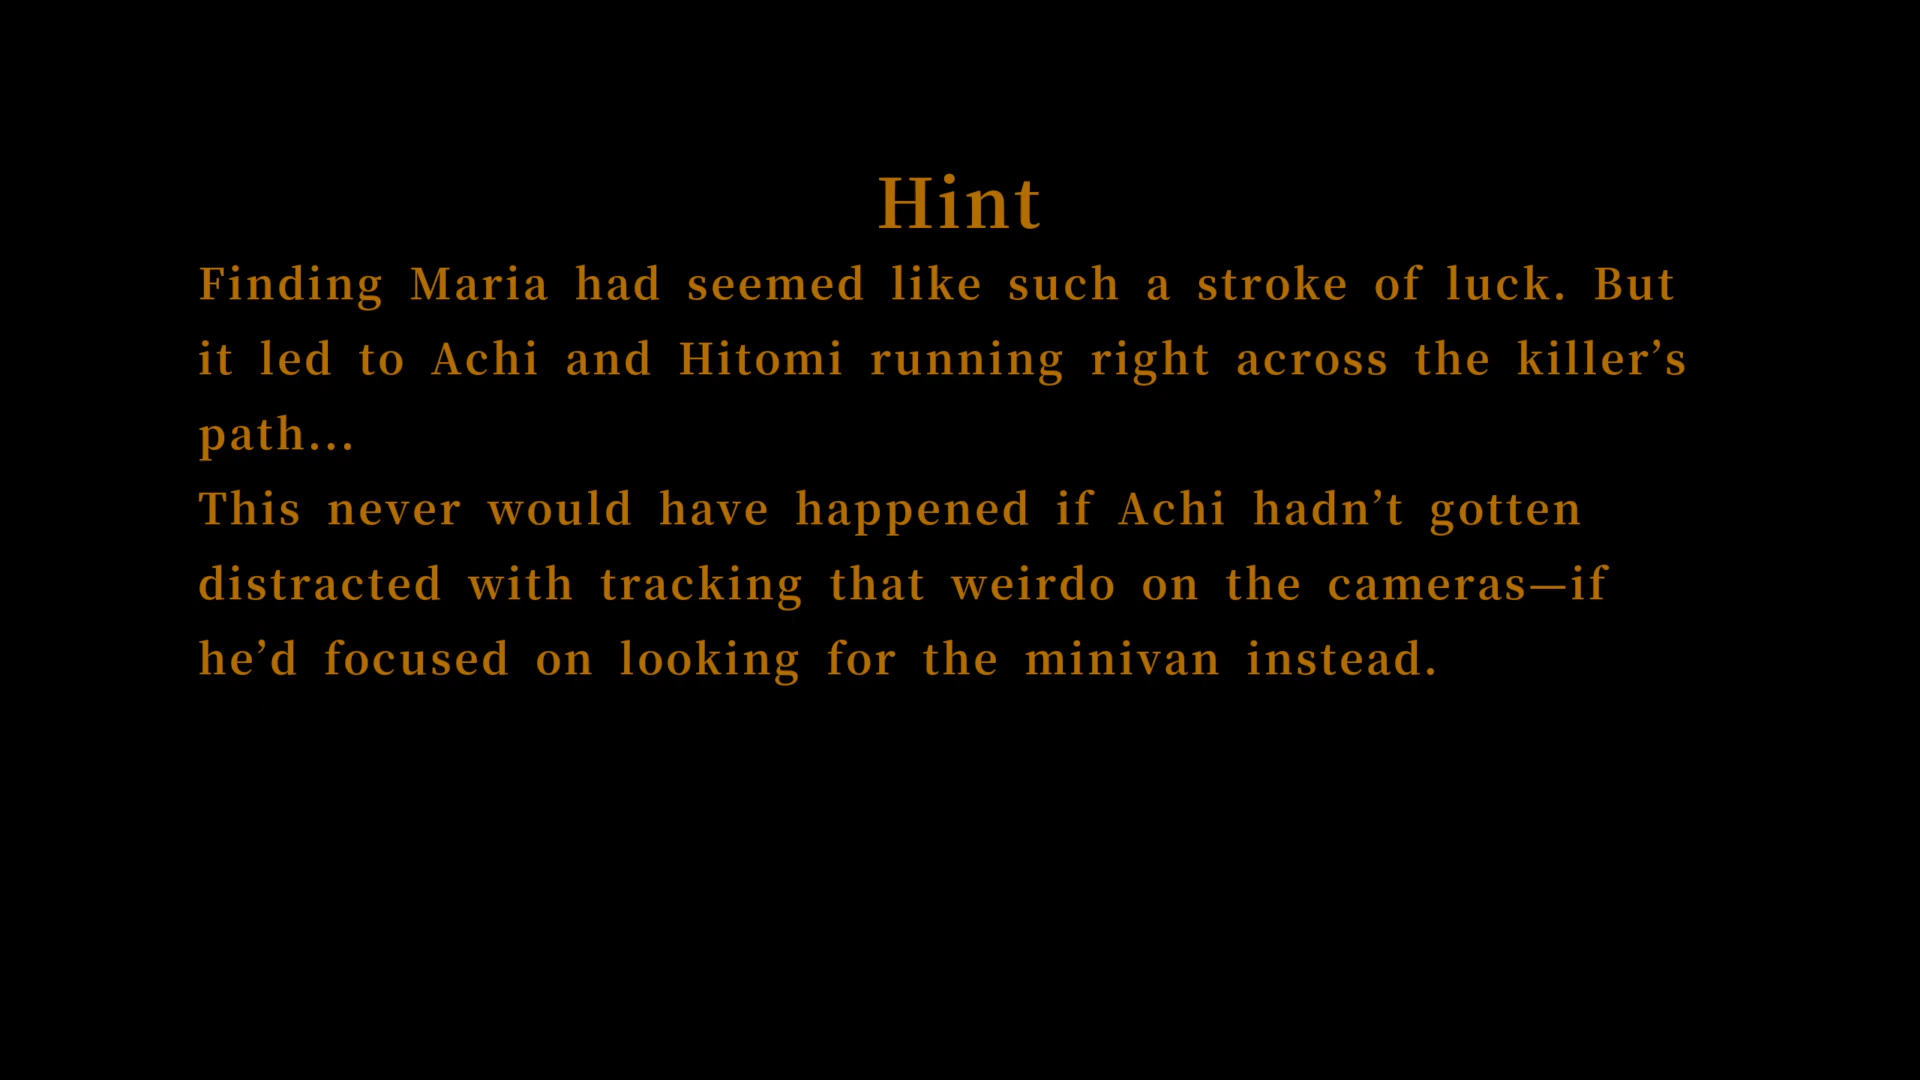 Hint
Finding Maria had seemed like such a stroke of luck. But
it led to Achi and Hitomi running right across the killer’s
path...
This never would have happened if Achi hadn’t gotten
distracted with tracking that weirdo on the cameras—if
he’d focused on looking for the minivan instead.